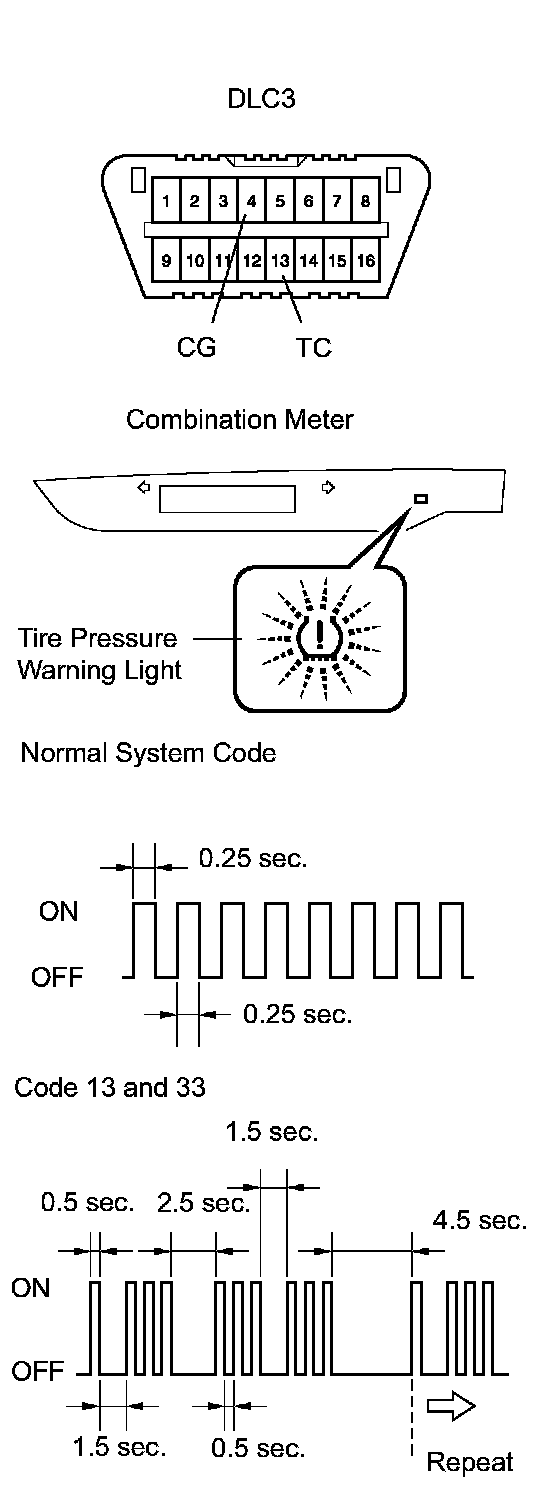 DLC3
1 2 3 4 5 6 7 8
9 10 11 12 13 14 15 16
CG TC
Combination Meter
Tire Pressure
Warning Light
Normal System Code
0.25 sec.
ON
OFF
0.25 sec.
Code 13 and 33
1.5 sec.
0.5 sec. 2.5 sec.
4.5 sec.
ON
OFF
1.5 sec. 0.5 sec.
Repeat